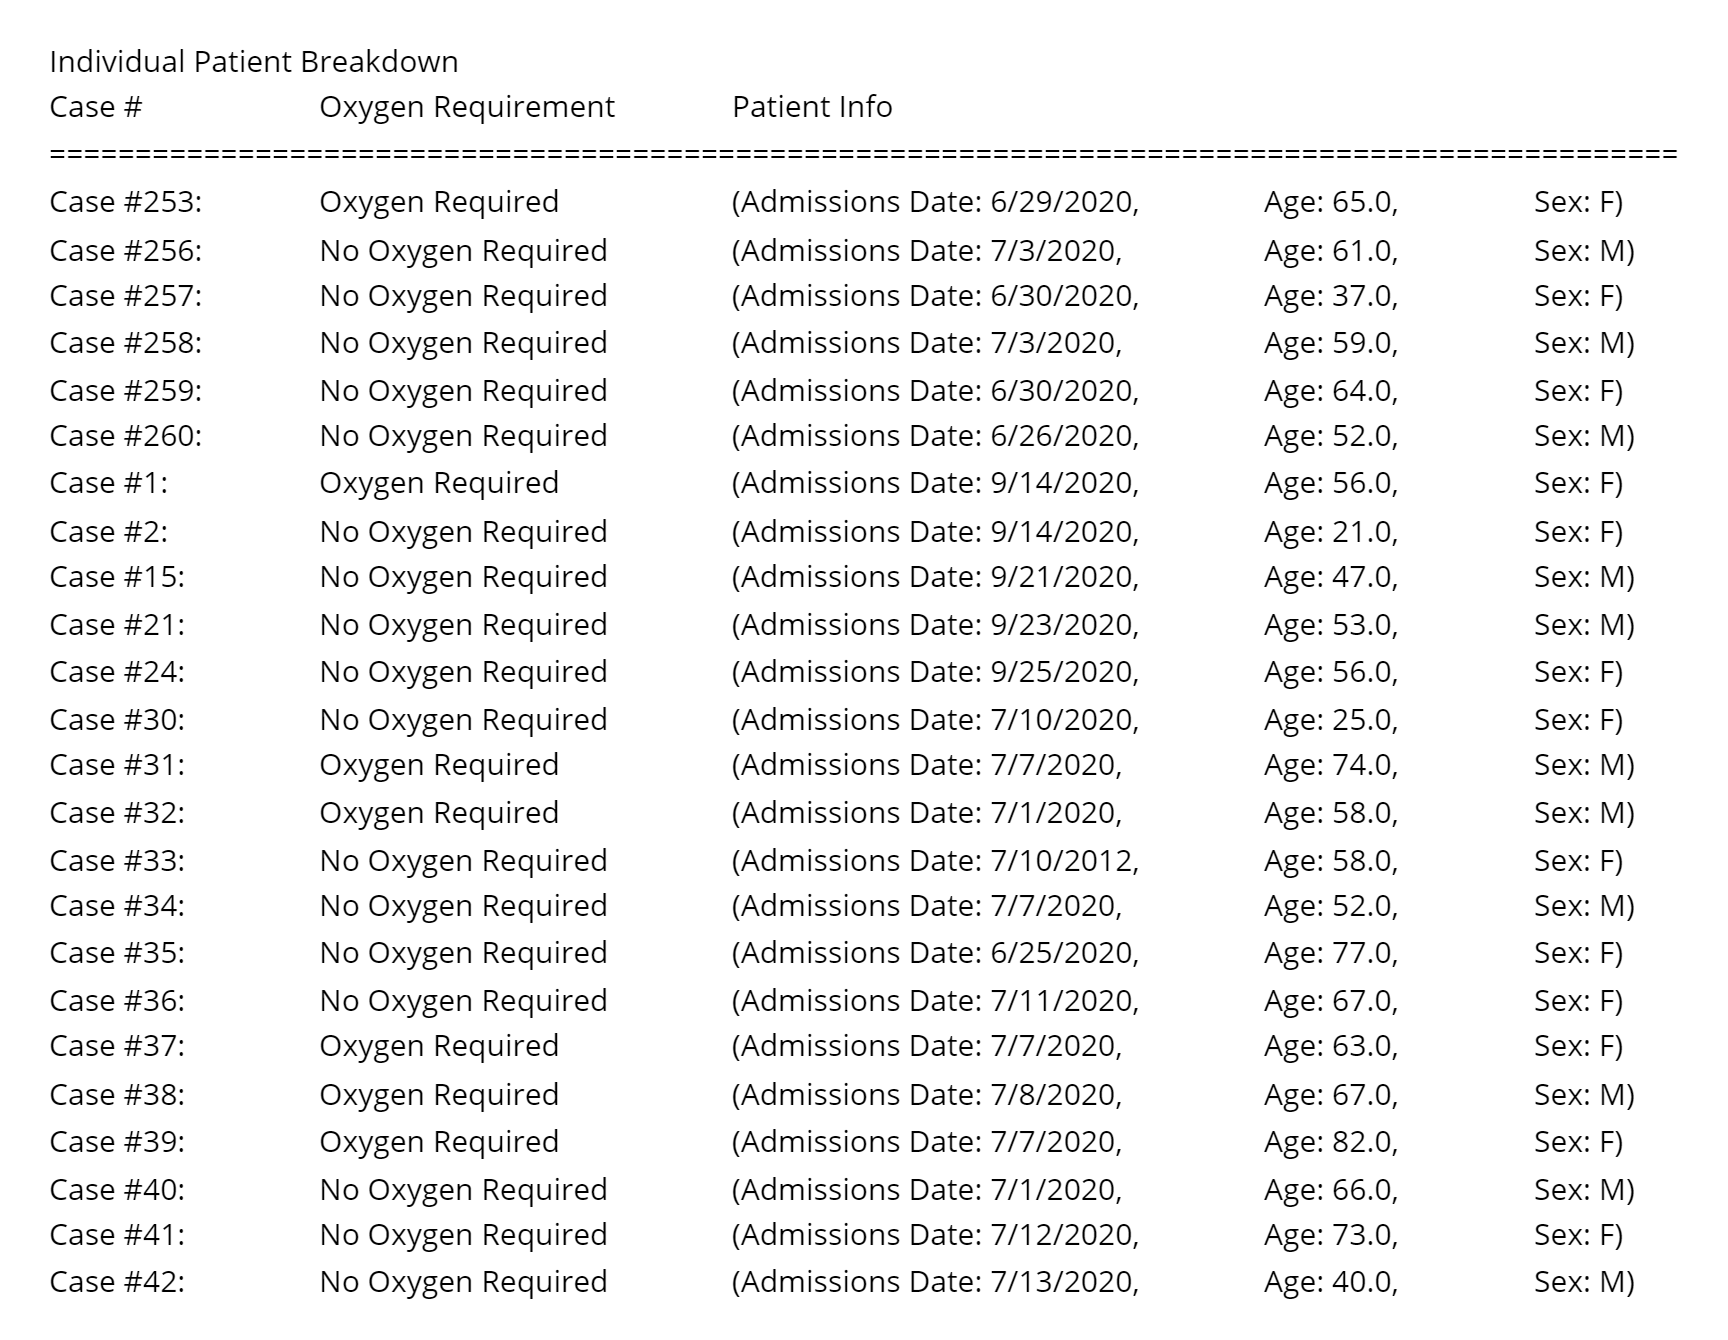 Individual Patient Breakdown
Case # Oxygen Requirement Patient Info
================================================================================================
Case #253: Oxygen Required (Admissions Date: 6/29/2020, Age: 65.0, Sex: F)
Case #256: No Oxygen Required (Admissions Date: 7/3/2020, Age: 61.0, Sex: M)
Case #257: No Oxygen Required (Admissions Date: 6/30/2020, Age: 37.0, Sex: F)
Case #258: No Oxygen Required (Admissions Date: 7/3/2020, Age: 59.0, Sex: M)
Case #259: No Oxygen Required (Admissions Date: 6/30/2020, Age: 64.0, Sex: F)
Case #260: No Oxygen Required (Admissions Date: 6/26/2020, Age: 52.0, Sex: M)
Case #1: Oxygen Required (Admissions Date: 9/14/2020, Age: 56.0, Sex: F)
Case #2: No Oxygen Required (Admissions Date: 9/14/2020, Age: 21.0, Sex: F)
Case #15: No Oxygen Required (Admissions Date: 9/21/2020, Age: 47.0, Sex: M)
Case #21: No Oxygen Required (Admissions Date: 9/23/2020, Age: 53.0, Sex: M)
Case #24: No Oxygen Required (Admissions Date: 9/25/2020, Age: 56.0, Sex: F)
Case #30: No Oxygen Required (Admissions Date: 7/10/2020, Age: 25.0, Sex: F)
Case #31: Oxygen Required (Admissions Date: 7/7/2020, Age: 74.0, Sex: M)
Case #32: Oxygen Required (Admissions Date: 7/1/2020, Age: 58.0, Sex: M)
Case #33: No Oxygen Required (Admissions Date: 7/10/2012, Age: 58.0, Sex: F)
Case #34: No Oxygen Required (Admissions Date: 7/7/2020, Age: 52.0, Sex: M)
Case #35: No Oxygen Required (Admissions Date: 6/25/2020, Age: 77.0, Sex: F)
Case #36: No Oxygen Required (Admissions Date: 7/11/2020, Age: 67.0, Sex: F)
Case #37: Oxygen Required (Admissions Date: 7/7/2020, Age: 63.0, Sex: F)
Case #38: Oxygen Required (Admissions Date: 7/8/2020, Age: 67.0, Sex: M)
Case #39: Oxygen Required (Admissions Date: 7/7/2020, Age: 82.0, Sex: F)
Case #40: No Oxygen Required (Admissions Date: 7/1/2020, Age: 66.0, Sex: M)
Case #41: No Oxygen Required (Admissions Date: 7/12/2020, Age: 73.0, Sex: F)
Case #42: No Oxygen Required (Admissions Date: 7/13/2020, Age: 40.0, Sex: M)